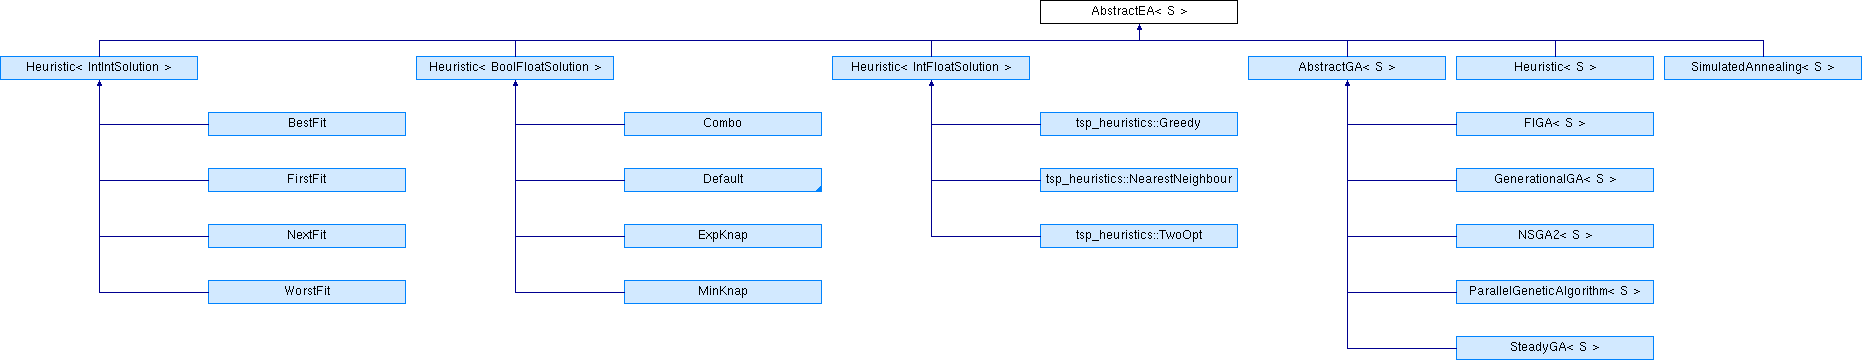 AbstractEA< S >
Heuristic< IntIntSolution >
Heuristic< BoolFloatSolution >
Heuristic< IntFloatSolution >
AbstractGA< S >
Heuristic< S >
SimulatedAnnealing< S >
BestFit
Combo
tsp_heuristics::Greedy
FIGA< S >
FirstFit
Default
tsp_heuristics::NearestNeighbour
GenerationalGA< S >
NextFit
ExpKnap
tsp_heuristics::TwoOpt
NSGA2< S >
WorstFit
MinKnap
ParallelGeneticAlgorithm< S >
SteadyGA< S >